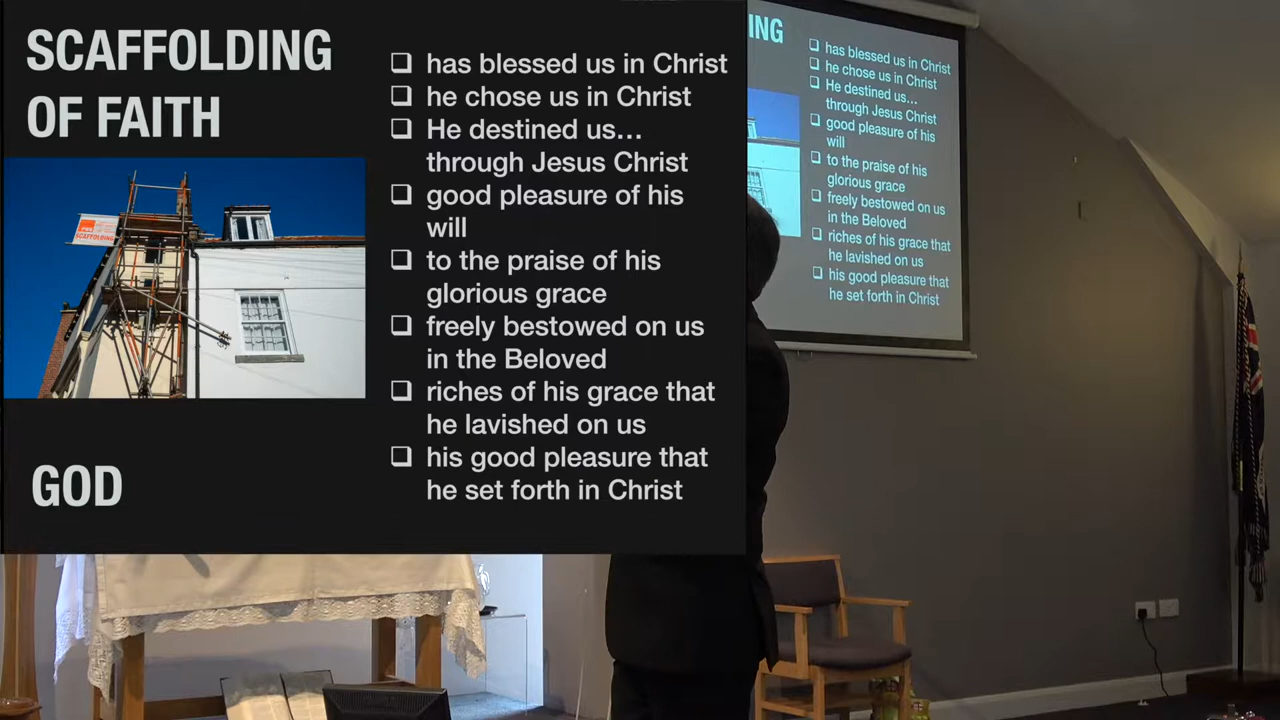 SCAFFOLDING
OF FAITH
❑ has blessed us in Christ
❑ he chose us in Christ
❑ He destined us…
through Jesus Christ
❑ good pleasure of his
will
❑ to the praise of his
glorious grace
❑ freely bestowed on us
in the Beloved
❑ riches of his grace that
he lavished on us
❑ his good pleasure that
he set forth in Christ
SCAFFOLDING
GOD
ING
❑ has blessed us in Christ
❑ he chose us in Christ
❑ He destined us…
through Jesus Christ
❑ good pleasure of his
will
❑ to the praise of his
glorious grace
❑ freely bestowed on us
in the Beloved
❑ riches of his grace that
he lavished on us
❑ his good pleasure that
he set forth in Christ